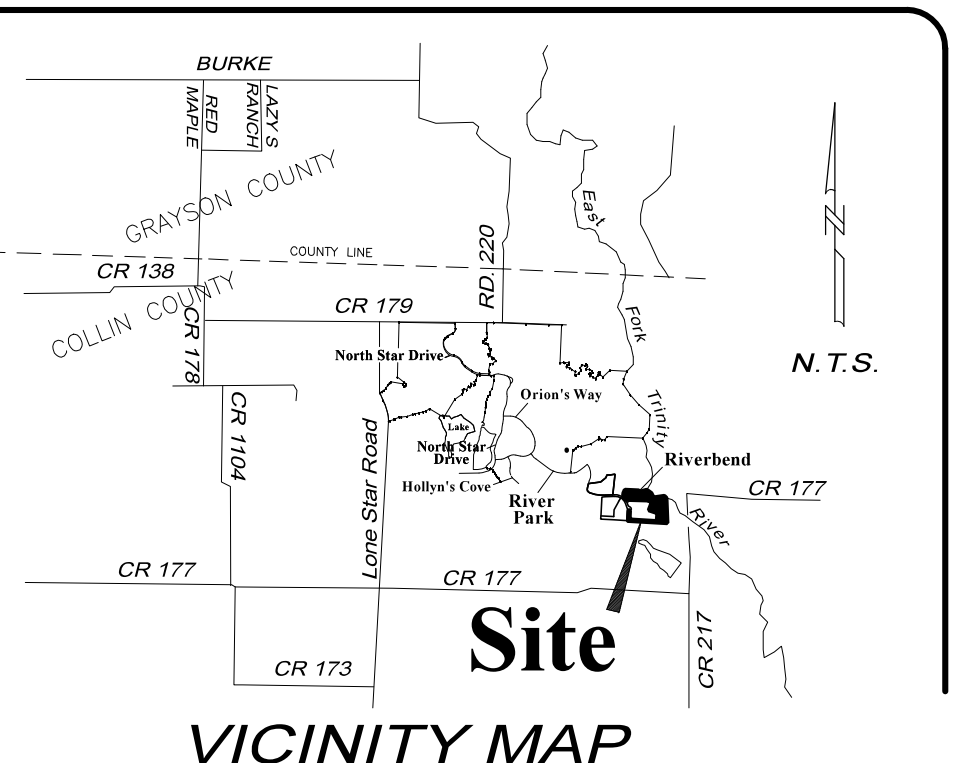 BURKE
MAPLE
RED
RANCH
LAZY S
GRAYSON COUNTY
COUNTY LINE
CR 138
COLLIN COUNTY
CR 178
CR 179
RD. 220
East
Fork
Trinity
River
N
N.T.S.
North Star Drive
Orion's Way
Lake
North Star
Drive
Hollyn's Cove
River
Park
Riverbend
CR 177
CR 1104
Lone Star Road
CR 177
CR 177
Site
CR 217
CR 173
VICINITY MAP